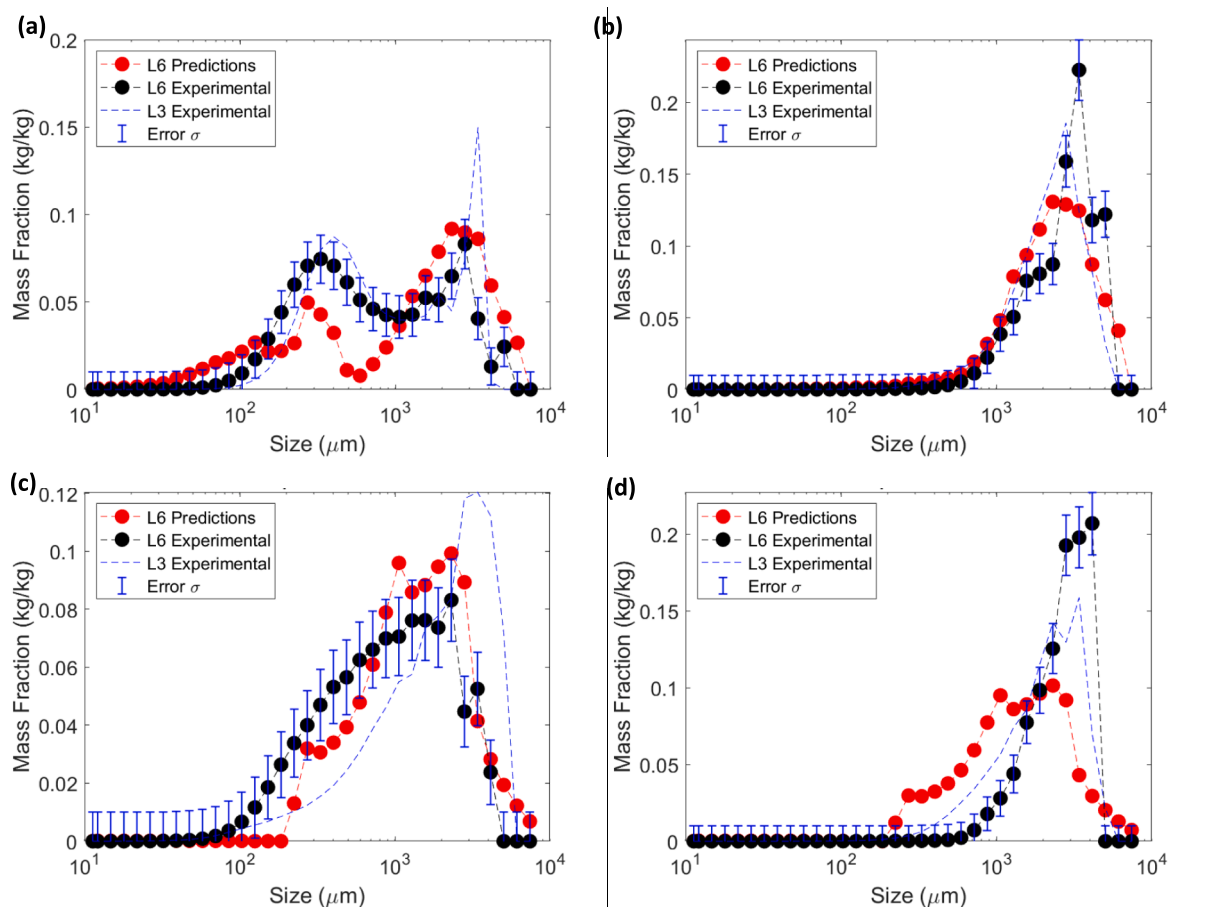 (a)
0.2
0.15
0.1
0.05
0
L6 Predictions
L6 Experimental
L3 Experimental
Error σ
Mass Fraction (kg/kg)
10^1 10^2 10^3 10^4
Size (μm)
(b)
0.2
0.15
0.1
0.05
0
L6 Predictions
L6 Experimental
L3 Experimental
Error σ
Mass Fraction (kg/kg)
10^1 10^2 10^3 10^4
Size (μm)
(c)
0.12
0.1
0.08
0.06
0.04
0.02
0
L6 Predictions
L6 Experimental
L3 Experimental
Error σ
Mass Fraction (kg/kg)
10^1 10^2 10^3 10^4
Size (μm)
(d)
0.2
0.15
0.1
0.05
0
L6 Predictions
L6 Experimental
L3 Experimental
Error σ
Mass Fraction (kg/kg)
10^1 10^2 10^3 10^4
Size (μm)